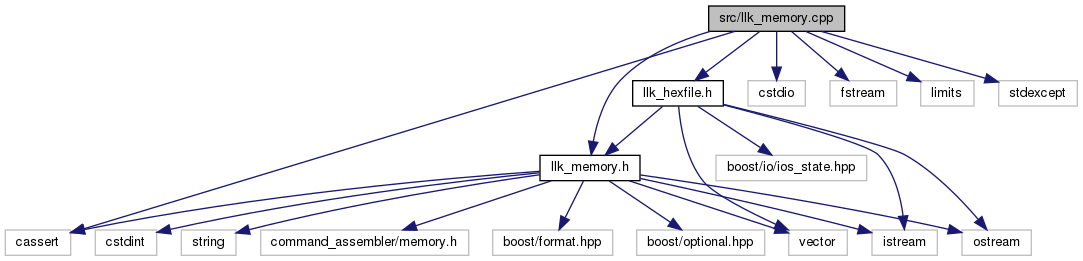 src/llk_memory.cpp
llk_hexfile.h
cstdio
fstream
limits
stdexcept
llk_memory.h
boost/io/ios_state.hpp
cassert
cstdint
string
command_assembler/memory.h
boost/format.hpp
boost/optional.hpp
vector
istream
ostream